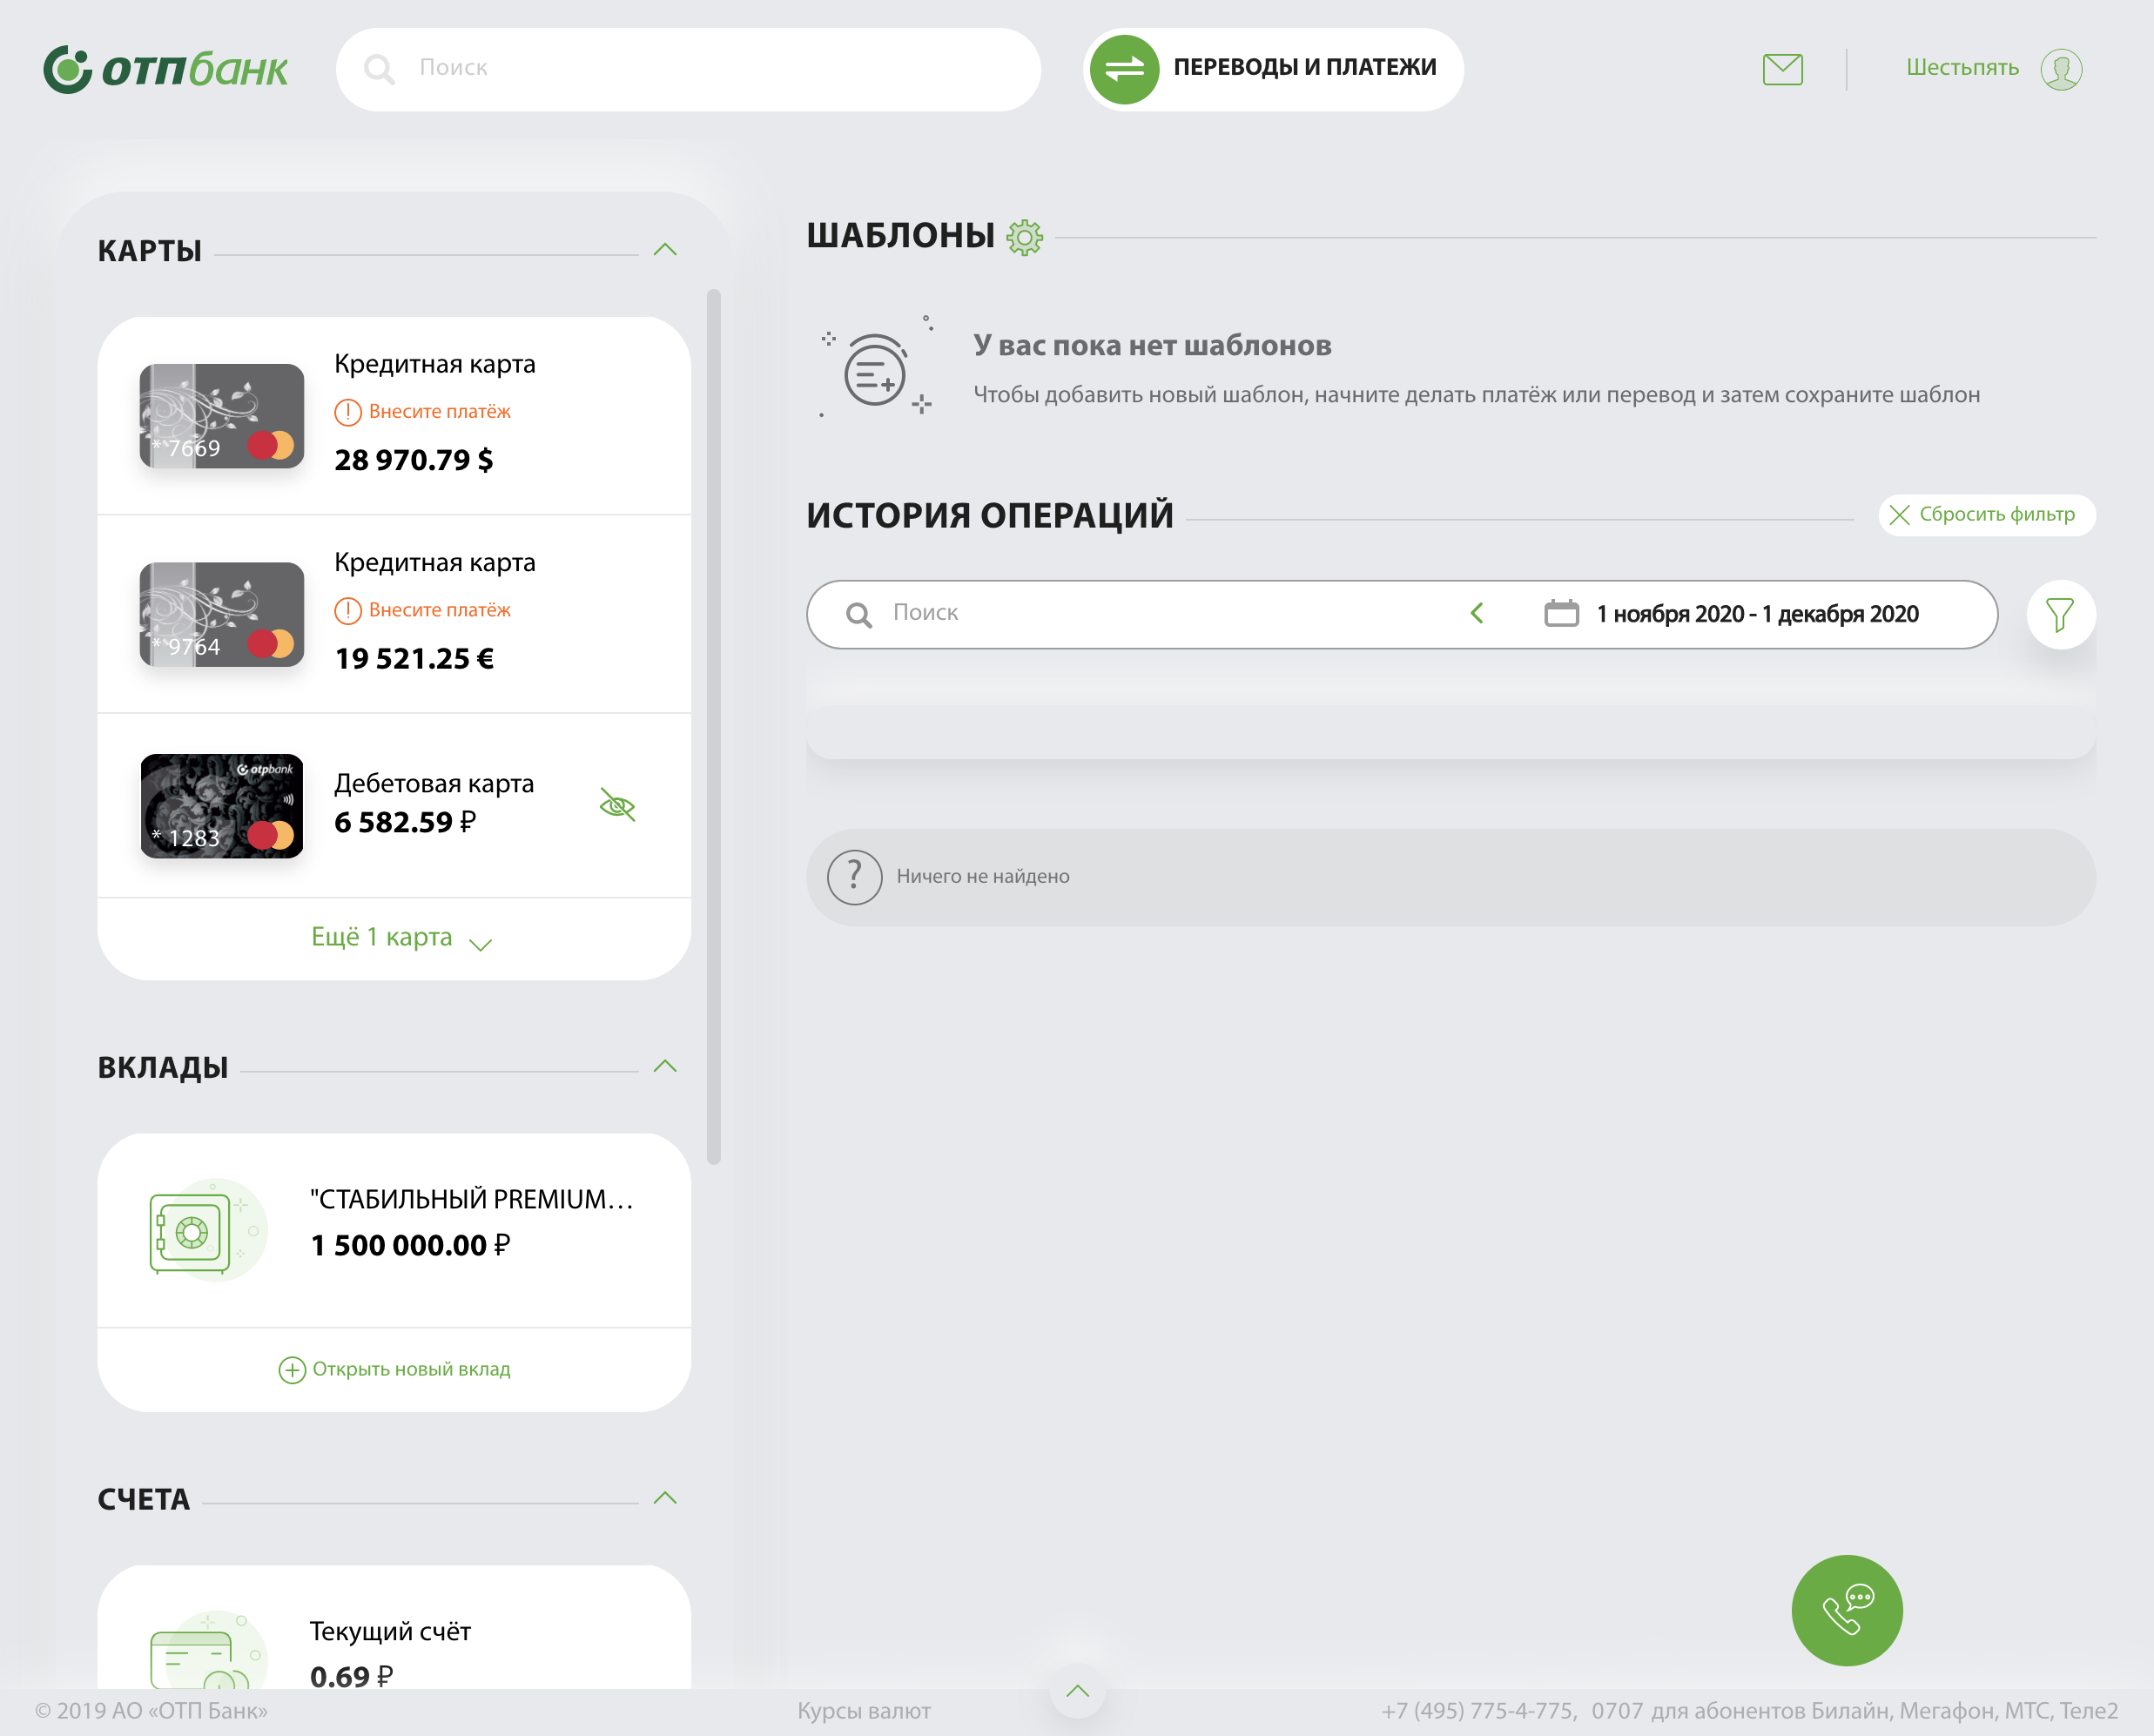 отпбанк
Поиск
ПЕРЕВОДЫ И ПЛАТЕЖИ
Шестьпять
КАРТЫ
Кредитная карта
Внесите платёж
* 7669
28 970.79 $
Кредитная карта
Внесите платёж
* 9764
19 521.25 €
otpbank
Дебетовая карта
* 1283
6 582.59 ₽
Ещё 1 карта
ВКЛАДЫ
"СТАБИЛЬНЫЙ PREMIUM…
1 500 000.00 ₽
Открыть новый вклад
СЧЕТА
Текущий счёт
0.69 ₽
ШАБЛОНЫ
У вас пока нет шаблонов
Чтобы добавить новый шаблон, начните делать платёж или перевод и затем сохраните шаблон
ИСТОРИЯ ОПЕРАЦИЙ
Сбросить фильтр
Поиск
1 ноября 2020 - 1 декабря 2020
? Ничего не найдено
© 2019 АО «ОТП Банк»
Курсы валют
+7 (495) 775-4-775, 0707 для абонентов Билайн, Мегафон, МТС, Теле2